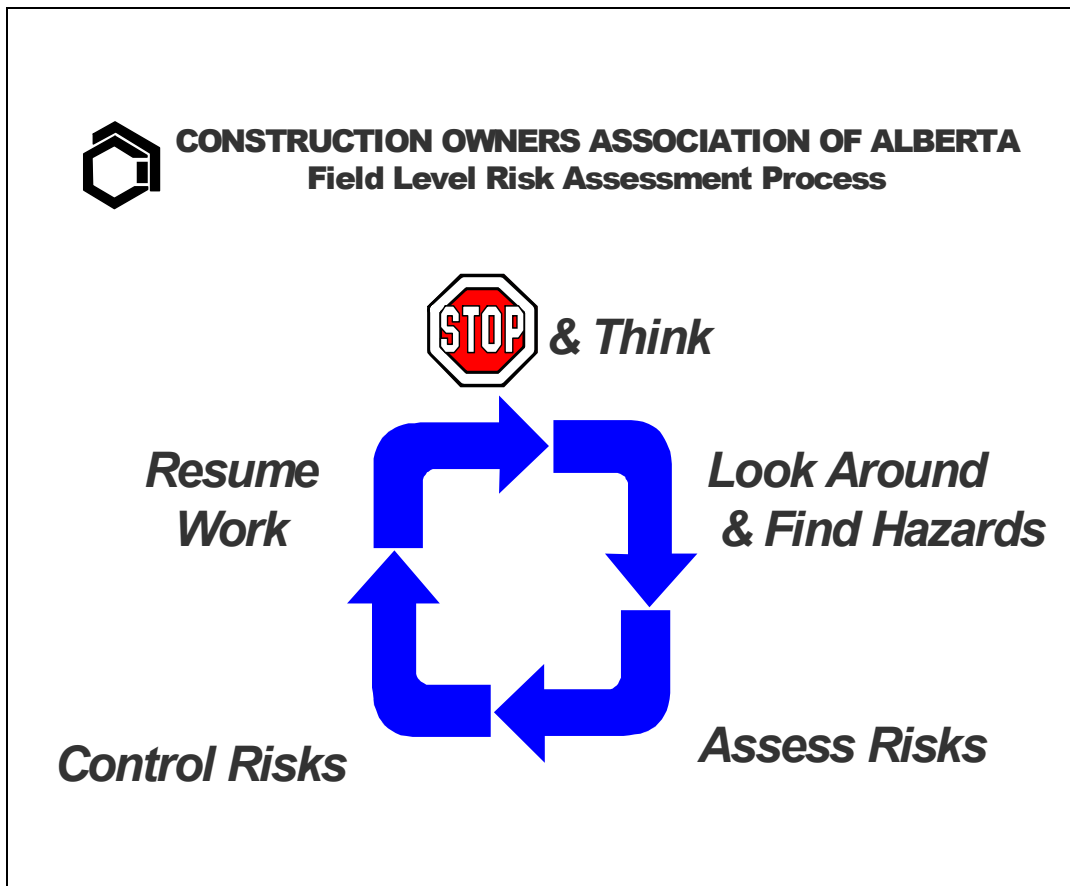 CONSTRUCTION OWNERS ASSOCIATION OF ALBERTA
Field Level Risk Assessment Process
STOP & Think
Resume
Work
Look Around
& Find Hazards
Control Risks
Assess Risks